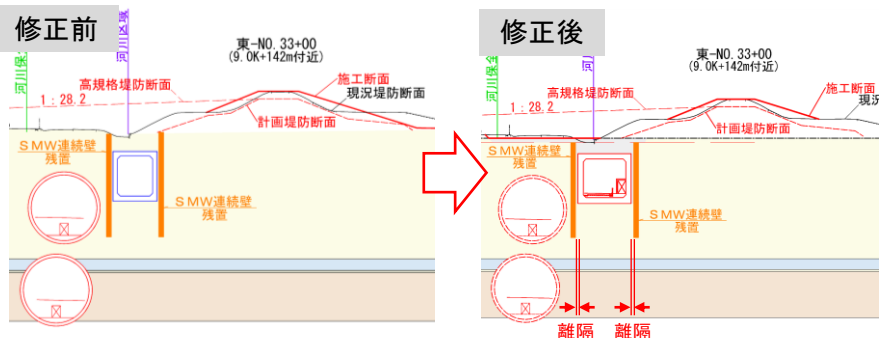 修正前
河川保
河川区域
東-NO.33+00
(9.0K+142m付近)
高規格堤防断面
1:28.2
施工断面
現況堤防断面
計画堤防断面
SMW連続壁
残置
SMW連続壁
残置
修正後
河川保全
河川
東-NO.33+00
(9.0K+142m付近)
高規格堤防断面
1:28.2
施工断面
現況
計画堤防断面
SMW連続壁
残置
SMW連続壁
残置
離隔
離隔